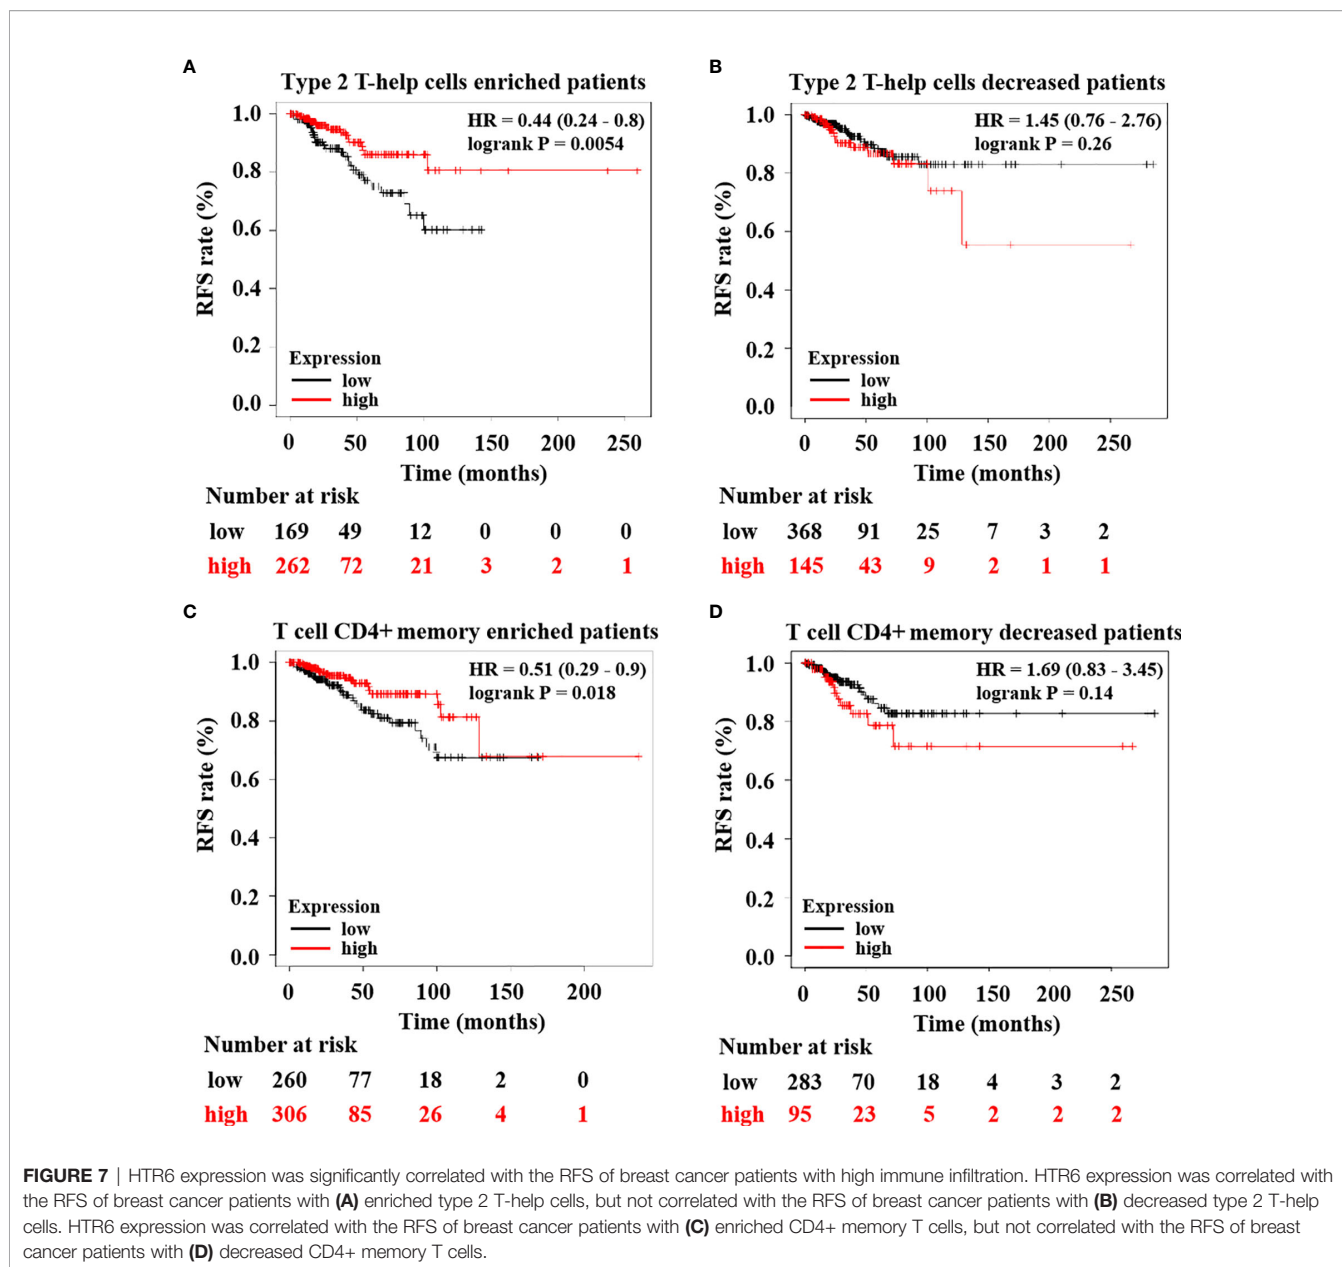 A
Type 2 T-help cells enriched patients
HR = 0.44 (0.24 - 0.8)
logrank P = 0.0054
RFS rate (%)
1.0
0.8
0.6
0.4
0.2
0.0
Expression
low
high
0 50 100 150 200 250
Time (months)
Number at risk
low 169 49 12 0 0 0
high 262 72 21 3 2 1
B
Type 2 T-help cells decreased patients
HR = 1.45 (0.76 - 2.76)
logrank P = 0.26
RFS rate (%)
1.0
0.8
0.6
0.4
0.2
0.0
Expression
low
high
0 50 100 150 200 250
Time (months)
Number at risk
low 368 91 25 7 3 2
high 145 43 9 2 1 1
C
T cell CD4+ memory enriched patients
HR = 0.51 (0.29 - 0.9)
logrank P = 0.018
RFS rate (%)
1.0
0.8
0.6
0.4
0.2
0.0
Expression
low
high
0 50 100 150 200
Time (months)
Number at risk
low 260 77 18 2 0
high 306 85 26 4 1
D
T cell CD4+ memory decreased patients
HR = 1.69 (0.83 - 3.45)
logrank P = 0.14
RFS rate (%)
1.0
0.8
0.6
0.4
0.2
0.0
Expression
low
high
0 50 100 150 200 250
Time (months)
Number at risk
low 283 70 18 4 3 2
high 95 23 5 2 2 2
FIGURE 7 | HTR6 expression was significantly correlated with the RFS of breast cancer patients with high immune infiltration. HTR6 expression was correlated with
the RFS of breast cancer patients with (A) enriched type 2 T-help cells, but not correlated with the RFS of breast cancer patients with (B) decreased type 2 T-help
cells. HTR6 expression was correlated with the RFS of breast cancer patients with (C) enriched CD4+ memory T cells, but not correlated with the RFS of breast
cancer patients with (D) decreased CD4+ memory T cells.